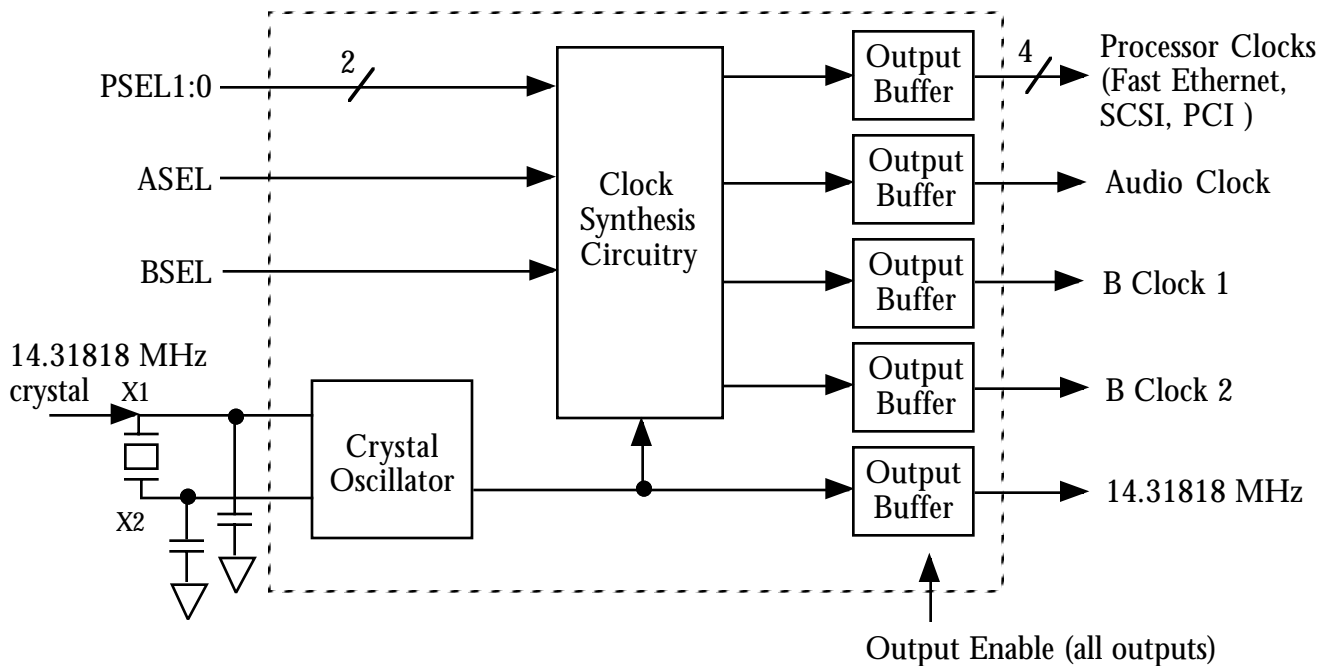 PSEL1:0
2
ASEL
BSEL
14.31818 MHz
crystal
X1
X2
Crystal
Oscillator
Clock
Synthesis
Circuitry
Output
Buffer
4
Processor Clocks
(Fast Ethernet,
SCSI, PCI )
Output
Buffer
Audio Clock
Output
Buffer
B Clock 1
Output
Buffer
B Clock 2
Output
Buffer
14.31818 MHz
Output Enable (all outputs)